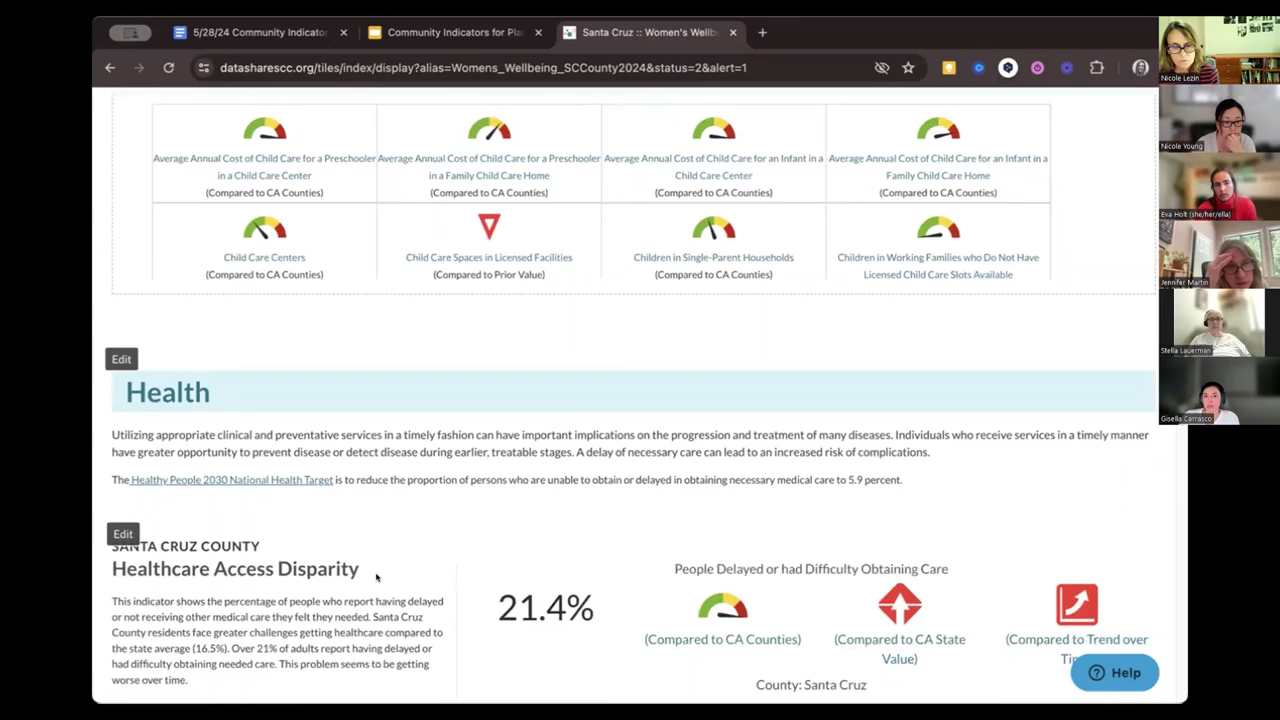 5/28/24 Community Indicator
Community Indicators for Pla
Santa Cruz :: Women's Wellb
datasharescc.org/tiles/index/display?alias=Womens_Wellbeing_SCCounty2024&status=2&alert=1
Average Annual Cost of Child Care for a Preschooler
in a Child Care Center
(Compared to CA Counties)
Average Annual Cost of Child Care for a Preschooler
in a Family Child Care Home
(Compared to CA Counties)
Average Annual Cost of Child Care for an Infant in a
Child Care Center
(Compared to CA Counties)
Average Annual Cost of Child Care for an Infant in a
Family Child Care Home
(Compared to CA Counties)
Child Care Centers
(Compared to CA Counties)
Child Care Spaces in Licensed Facilities
(Compared to Prior Value)
Children in Single-Parent Households
(Compared to CA Counties)
Children in Working Families who Do Not Have
Licensed Child Care Slots Available
Edit
Health
Utilizing appropriate clinical and preventative services in a timely fashion can have important implications on the progression and treatment of many diseases. Individuals who receive services in a timely manner
have greater opportunity to prevent disease or detect disease during earlier, treatable stages. A delay of necessary care can lead to an increased risk of complications.
The Healthy People 2030 National Health Target is to reduce the proportion of persons who are unable to obtain or delayed in obtaining necessary medical care to 5.9 percent.
Edit
SANTA CRUZ COUNTY
Healthcare Access Disparity
This indicator shows the percentage of people who report having delayed
or not receiving other medical care they felt they needed. Santa Cruz
County residents face greater challenges getting healthcare compared to
the state average (16.5%). Over 21% of adults report having delayed or
had difficulty obtaining needed care. This problem seems to be getting
worse over time.
21.4%
People Delayed or had Difficulty Obtaining Care
(Compared to CA Counties)
(Compared to CA State
Value)
(Compared to Trend over
County: Santa Cruz
Help
Nicole Lezin
Nicole Young
Eva Holt (she/her/ella)
Jennifer Martin
Stella Lauerman
Gisella Carrasco